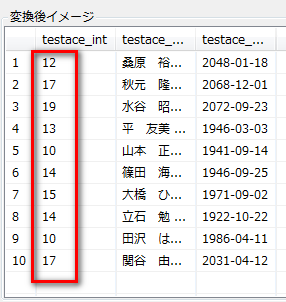 変換後イメージ
testace_int testace_... testace_...
1 12 桑原　裕... 2048-01-18
2 17 秋元　隆... 2068-12-01
3 19 水谷　昭... 2072-09-23
4 13 平　友美 ... 1946-03-03
5 10 山本　正... 1941-09-14
6 14 篠田　海... 1946-09-25
7 15 大橋　ひ... 1971-09-02
8 14 立石　勉 ... 1922-10-22
9 10 田沢　は... 1986-04-11
10 17 関谷　由... 2031-04-12